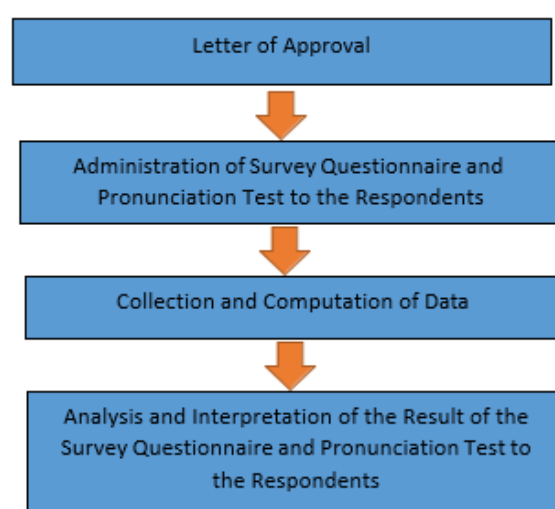 Letter of Approval
Administration of Survey Questionnaire and
Pronunciation Test to the Respondents
Collection and Computation of Data
Analysis and Interpretation of the Result of the
Survey Questionnaire and Pronunciation Test to
the Respondents